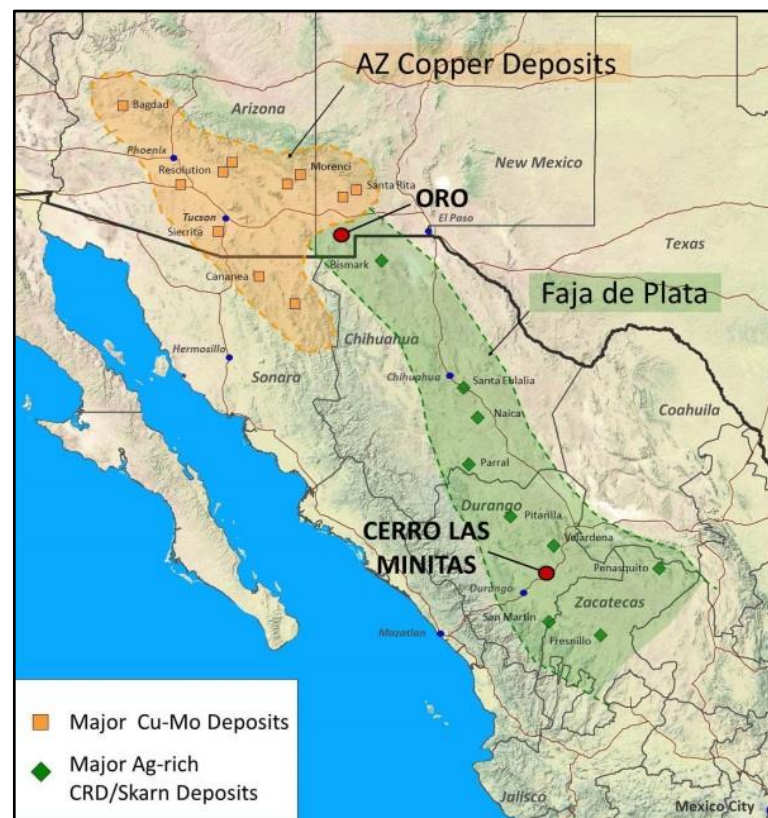 AZ Copper Deposits
Bagdad
Arizona
Phoenix
Resolution
Morenci
New Mexico
Santa Rita
ORO
Tucson
El Paso
Sierrita
Texas
Bismark
Cananea
Faja de Plata
Chihuahua
Hermosillo
Sonara
Chihuahua
Santa Eulalia
Coahuila
Naica
Parral
Durango
Pitarilla
CERRO LAS
MINITAS
Velardena
Penasquito
Durango
Zacatecas
San Martin
Mazatlan
Fresnillo
Major Cu-Mo Deposits
Major Ag-rich
CRD/Skarn Deposits
Jalisco
Mexico City